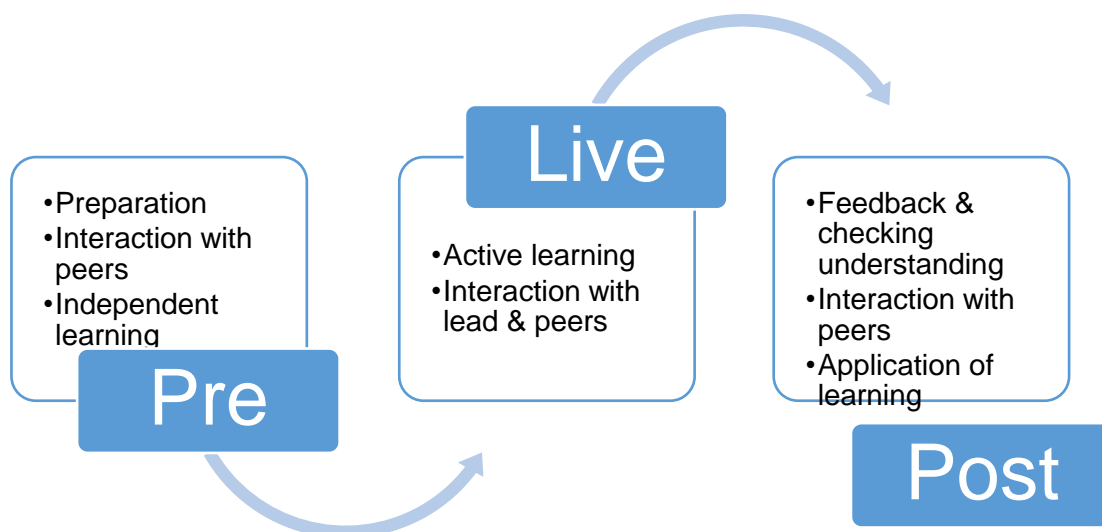 •Preparation
•Interaction with
peers
•Independent
learning
Pre
Live
•Active learning
•Interaction with
lead & peers
•Feedback &
checking
understanding
•Interaction with
peers
•Application of
learning
Post